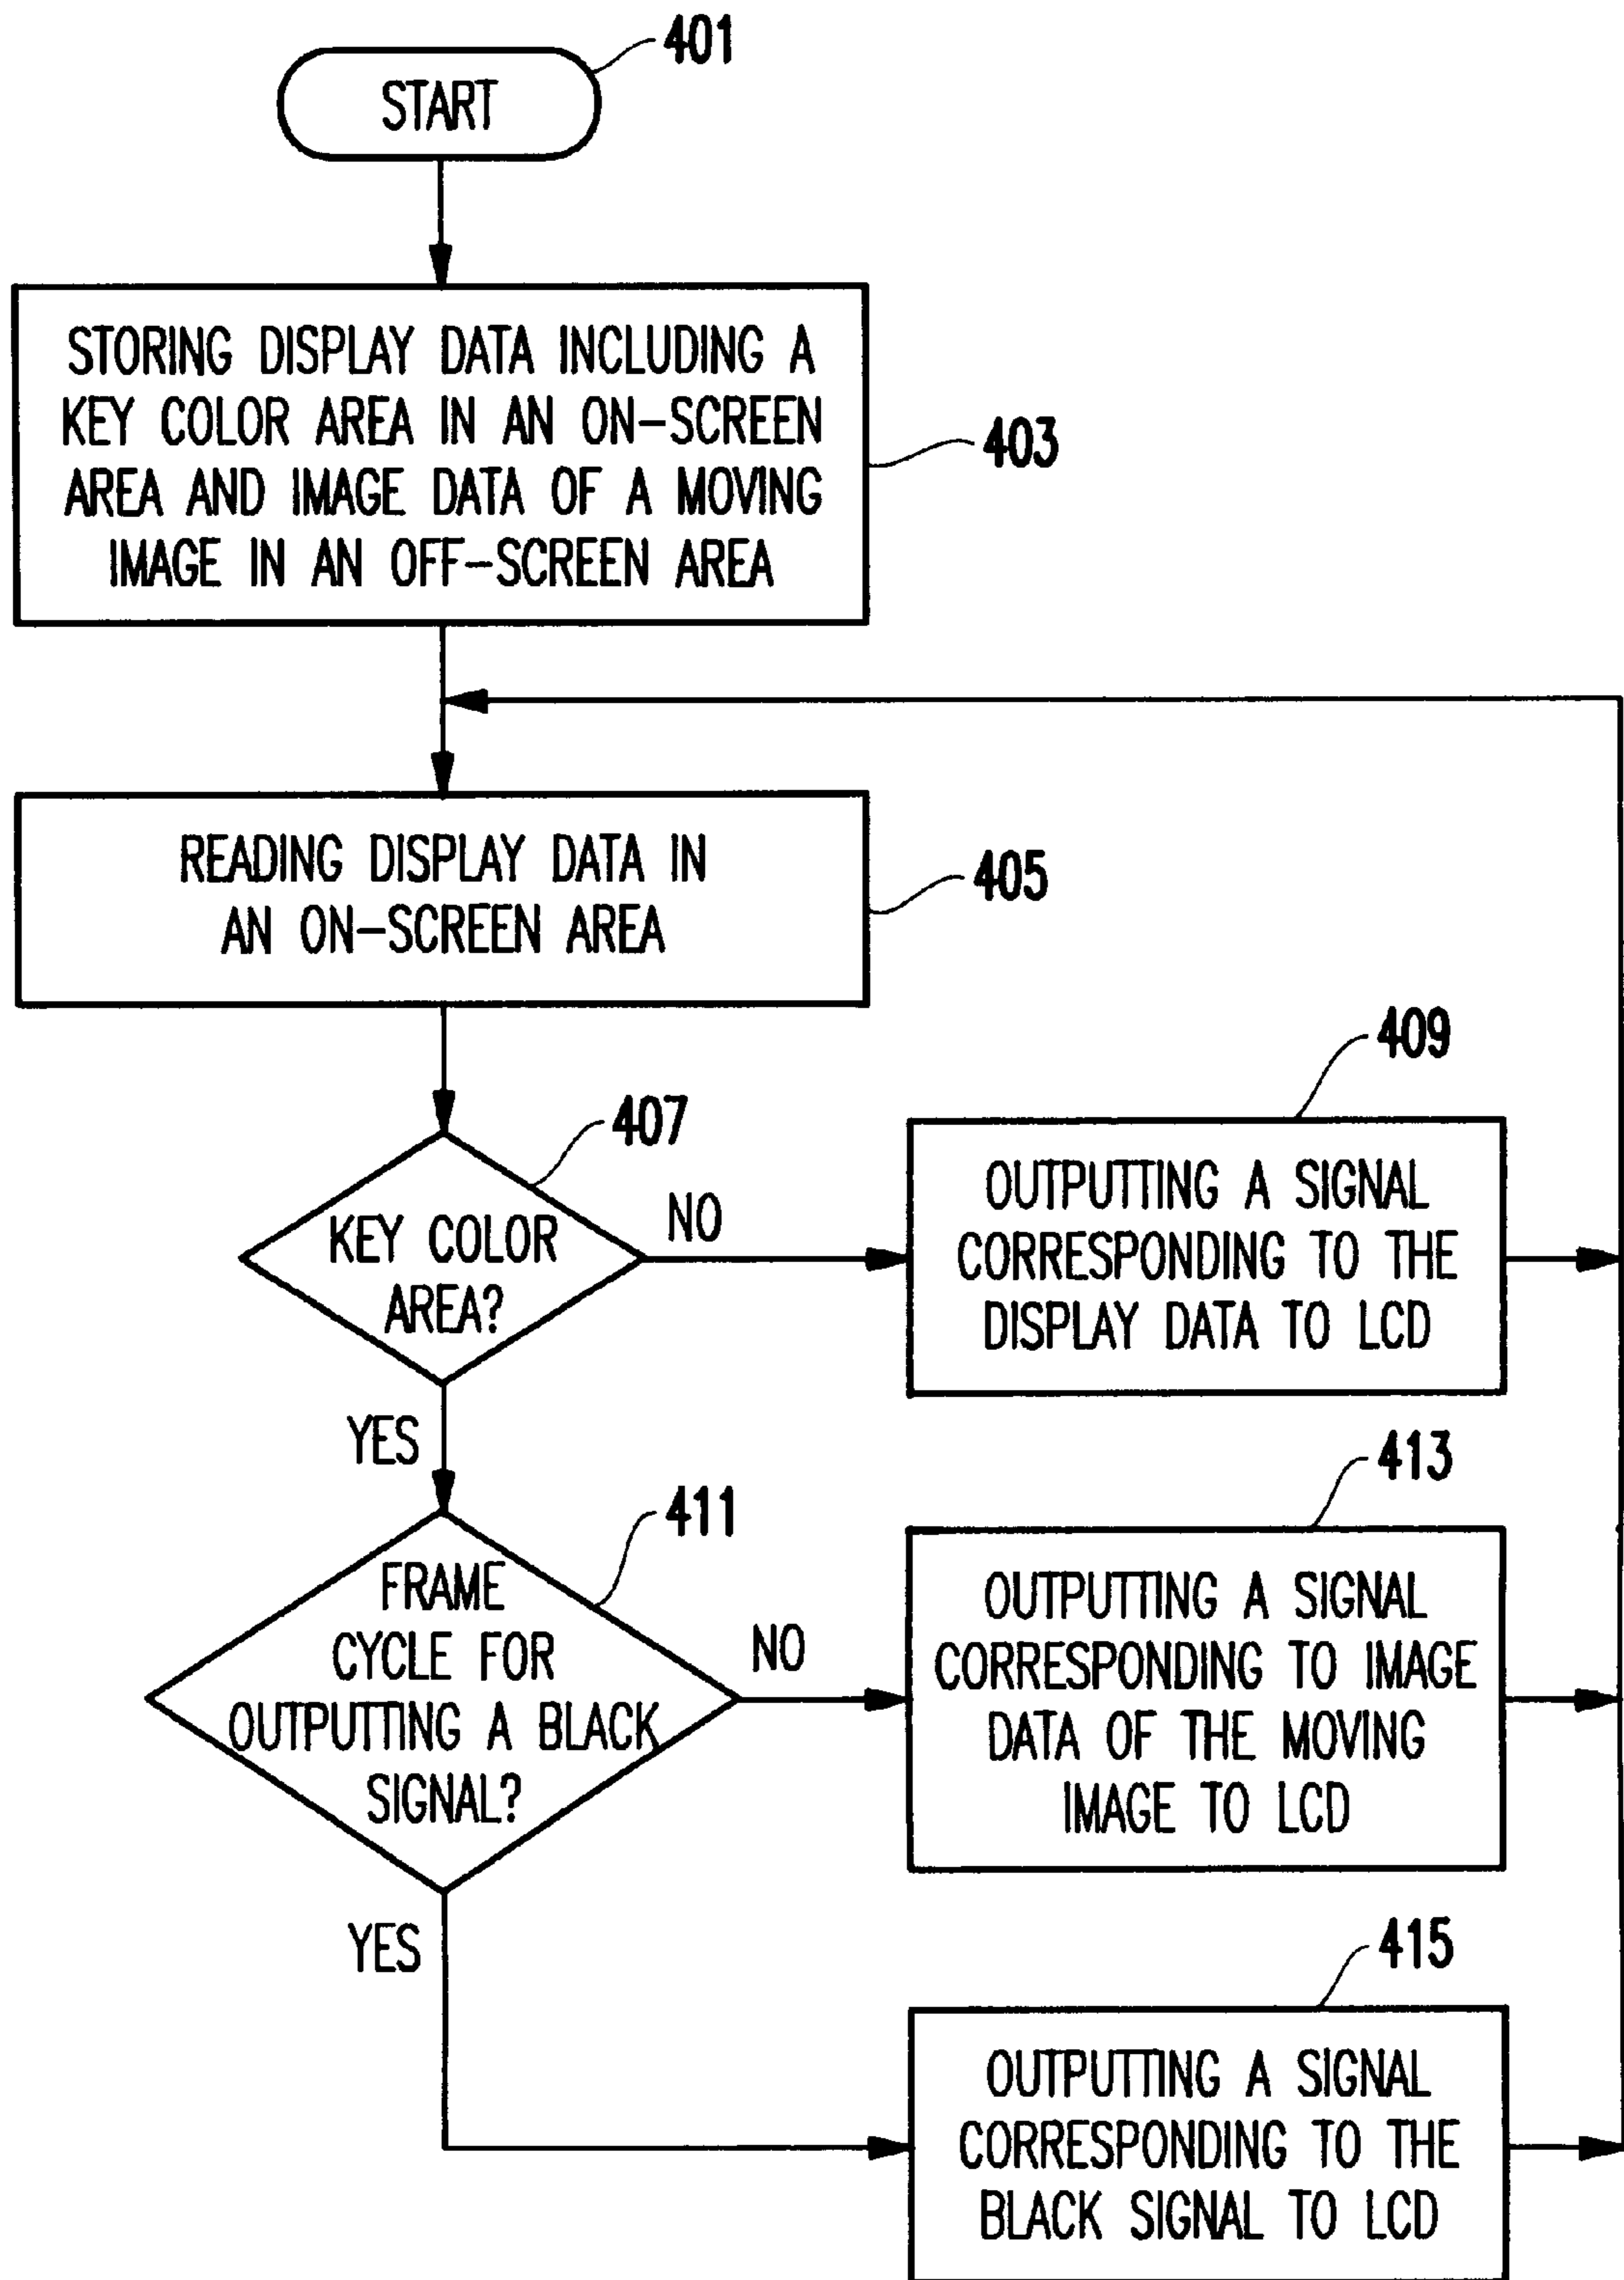 401
START
STORING DISPLAY DATA INCLUDING A
KEY COLOR AREA IN AN ON-SCREEN
AREA AND IMAGE DATA OF A MOVING
IMAGE IN AN OFF-SCREEN AREA
403
READING DISPLAY DATA IN
AN ON-SCREEN AREA
405
407
KEY COLOR
AREA?
NO
409
OUTPUTTING A SIGNAL
CORRESPONDING TO THE
DISPLAY DATA TO LCD
YES
411
FRAME
CYCLE FOR
OUTPUTTING A BLACK
SIGNAL?
NO
413
OUTPUTTING A SIGNAL
CORRESPONDING TO IMAGE
DATA OF THE MOVING
IMAGE TO LCD
YES
415
OUTPUTTING A SIGNAL
CORRESPONDING TO THE
BLACK SIGNAL TO LCD